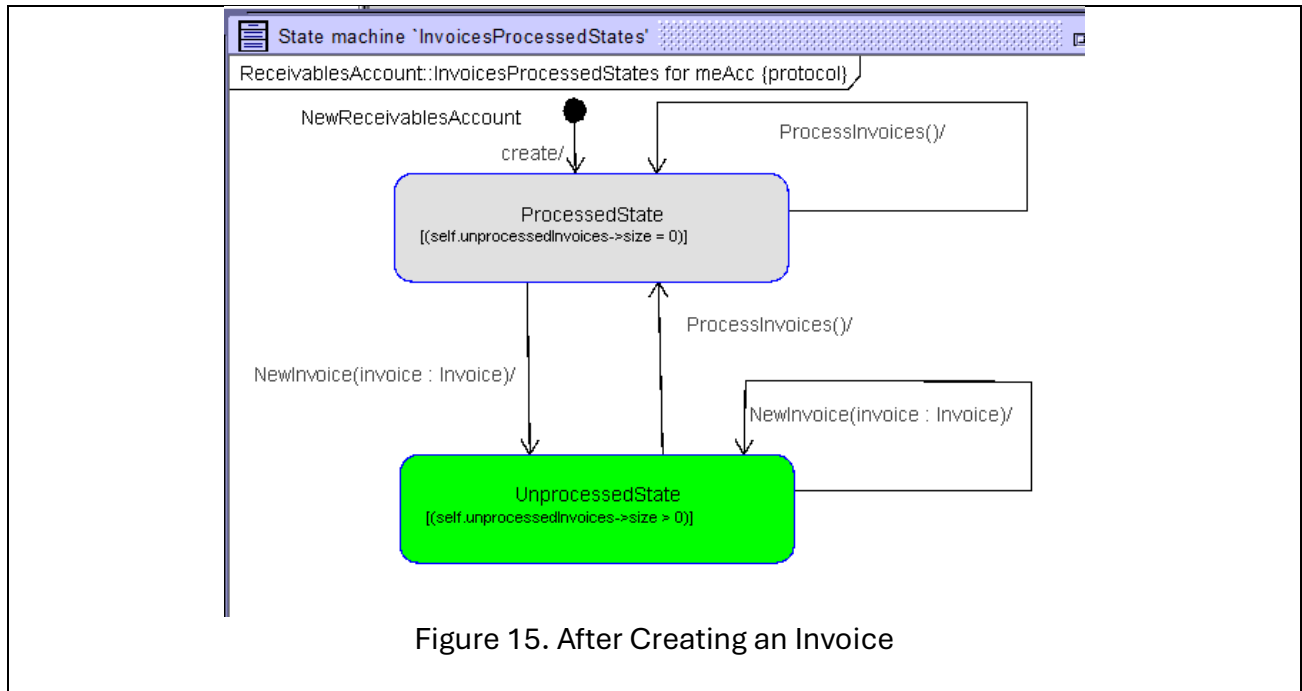 State machine `InvoicesProcessedStates'
ReceivablesAccount::InvoicesProcessedStates for meAcc {protocol}
NewReceivablesAccount
ProcessInvoices()/
create/
ProcessedState
[(self.unprocessedInvoices->size = 0)]
ProcessInvoices()/
NewInvoice(invoice : Invoice)/
NewInvoice(invoice : Invoice)/
UnprocessedState
[(self.unprocessedInvoices->size > 0)]
Figure 15. After Creating an Invoice